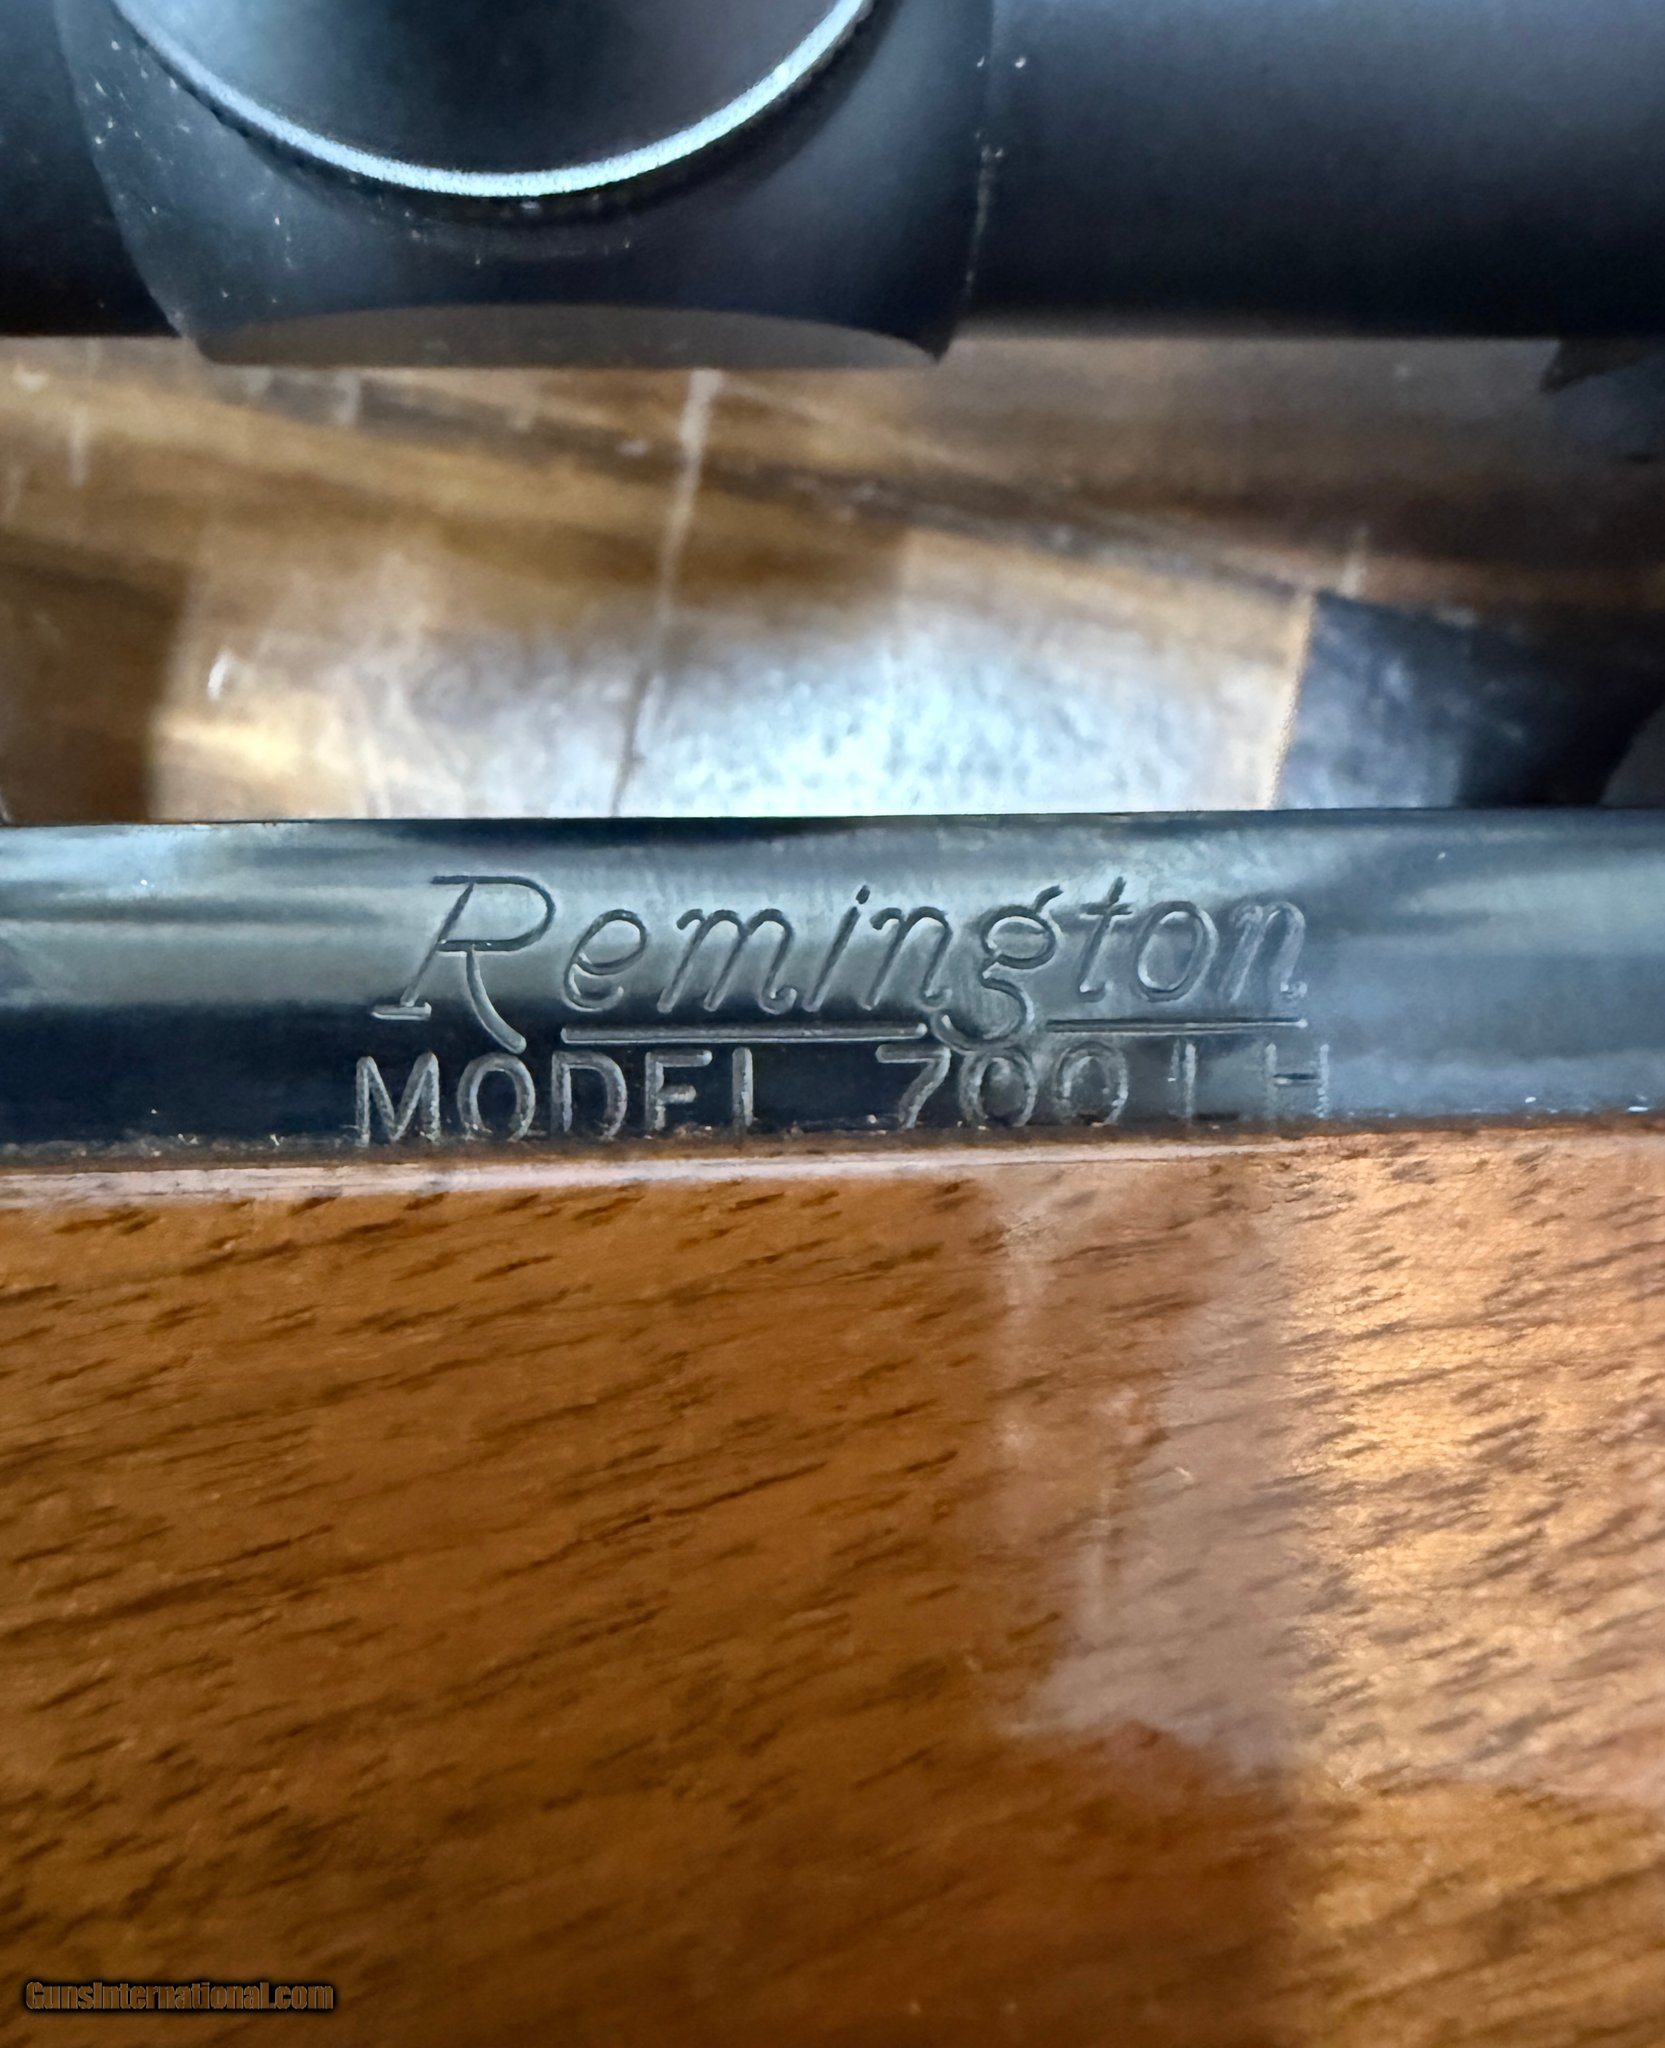 Remington
MODEL 700 LH
GunsInternational.com